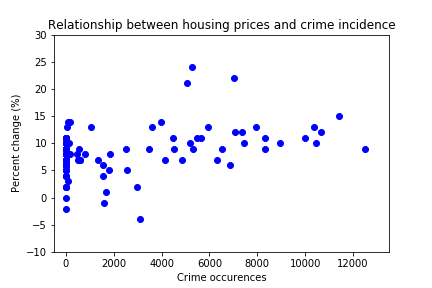 Relationship between housing prices and crime incidence
30
25
20
15
10
5
0
−5
−10
Percent change (%)
0 2000 4000 6000 8000 10000 12000
Crime occurences